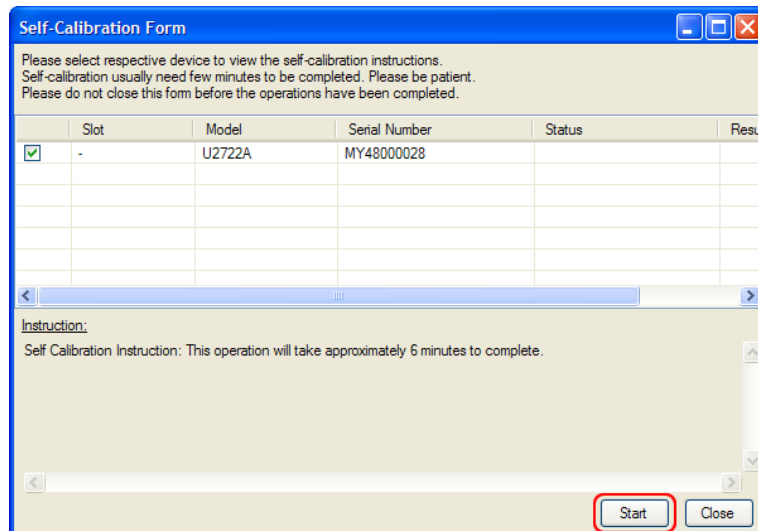 Self-Calibration Form
Please select respective device to view the self-calibration instructions.
Self-calibration usually need few minutes to be completed. Please be patient.
Please do not close this form before the operations have been completed.
Slot Model Serial Number Status Resu
- U2722A MY48000028
Instruction:
Self Calibration Instruction: This operation will take approximately 6 minutes to complete.
Start Close